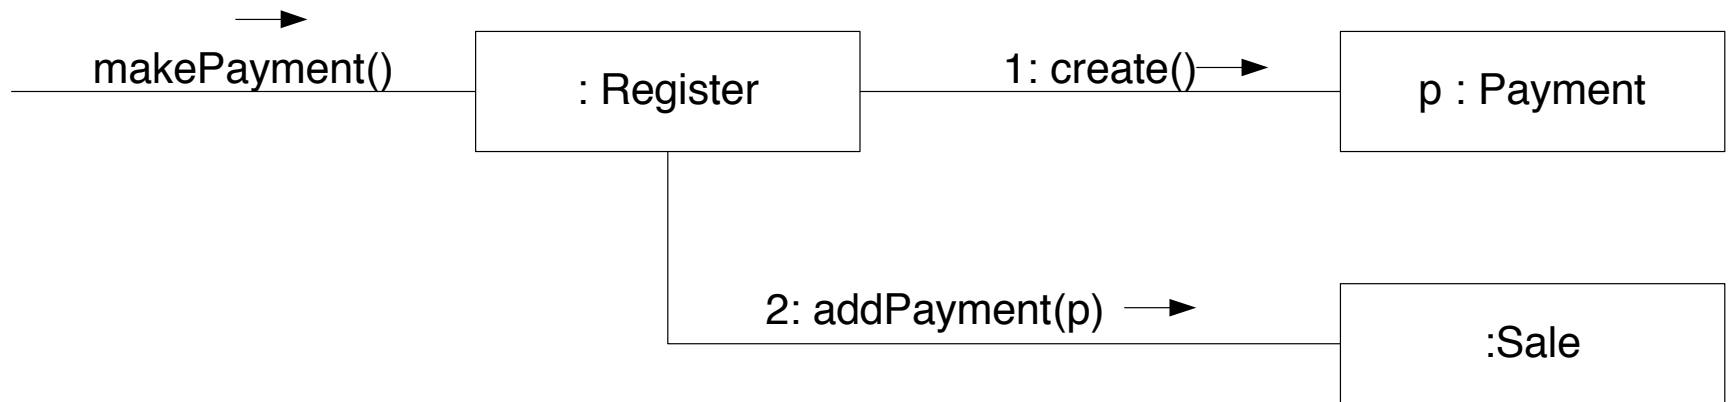 makePayment()
: Register
1: create()
p : Payment
2: addPayment(p)
:Sale